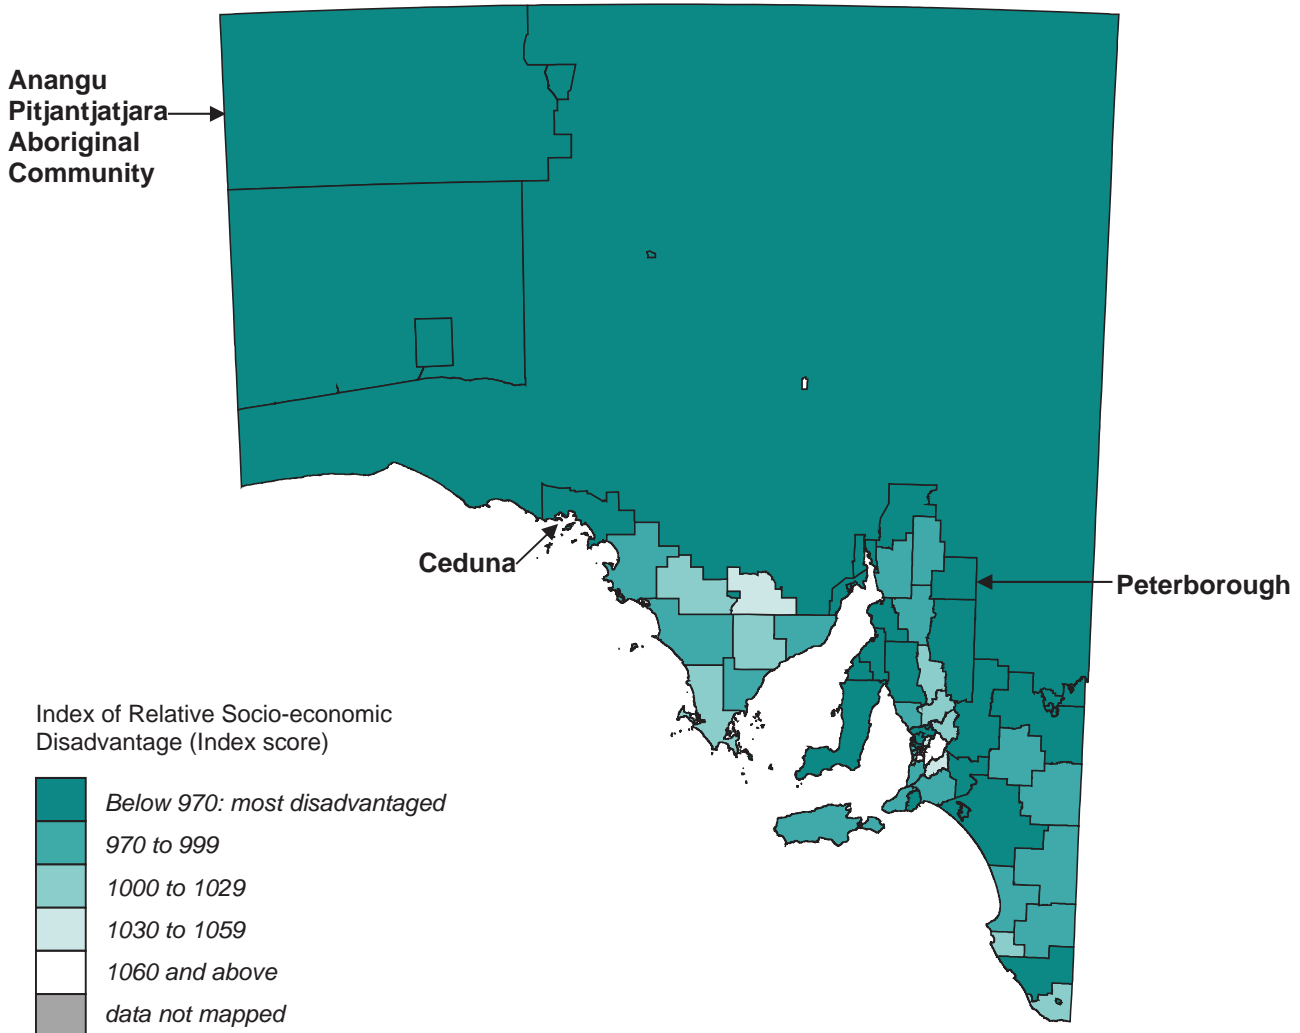 Anangu
Pitjantjatjara
Aboriginal
Community
Ceduna
Peterborough
Index of Relative Socio-economic
Disadvantage (Index score)
Below 970: most disadvantaged
970 to 999
1000 to 1029
1030 to 1059
1060 and above
data not mapped